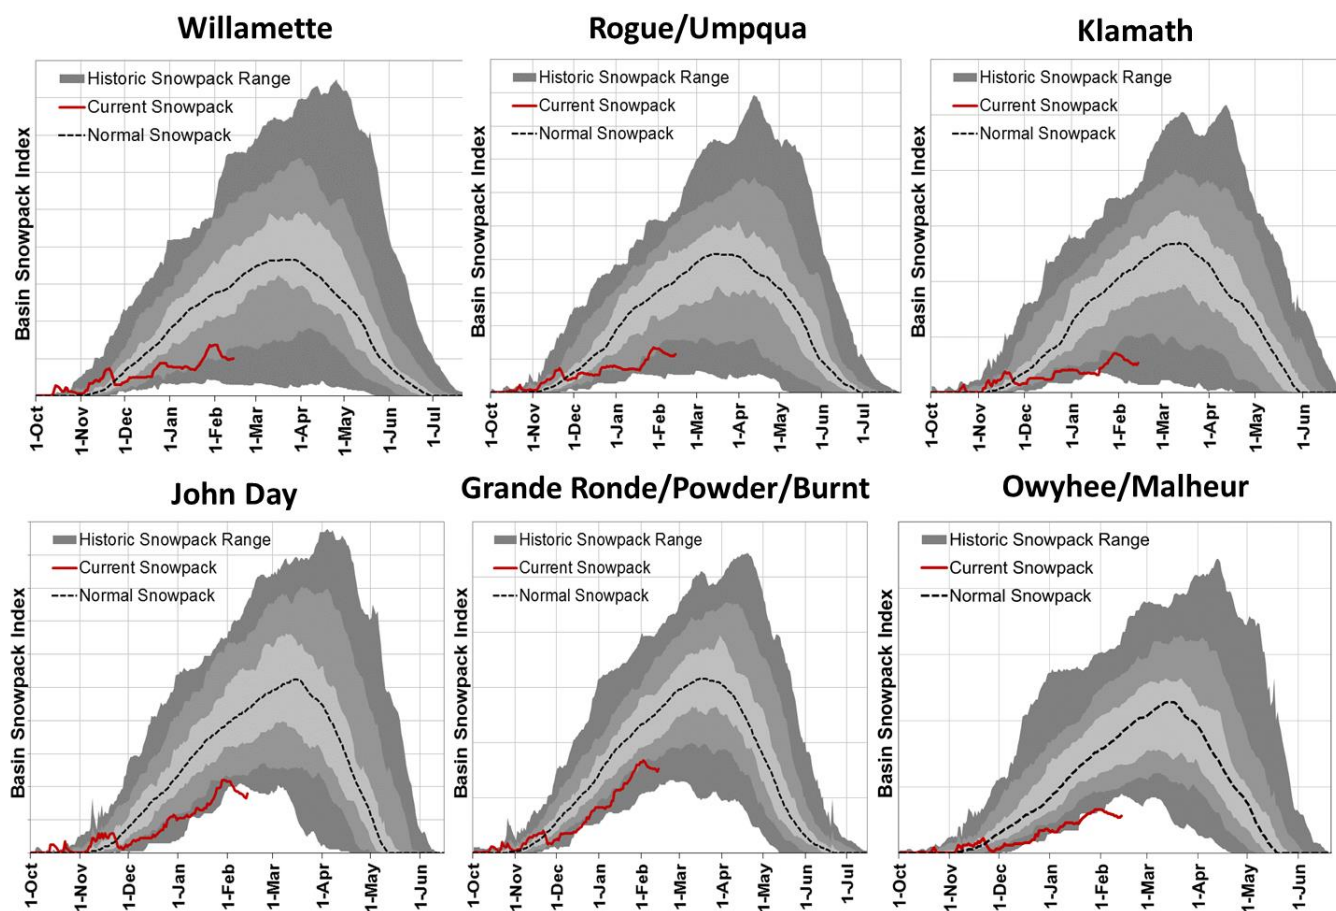 Willamette
Historic Snowpack Range
Current Snowpack
Normal Snowpack
Basin Snowpack Index
1-Oct
1-Nov
1-Dec
1-Jan
1-Feb
1-Mar
1-Apr
1-May
1-Jun
1-Jul
Rogue/Umpqua
Historic Snowpack Range
Current Snowpack
Normal Snowpack
Basin Snowpack Index
1-Oct
1-Nov
1-Dec
1-Jan
1-Feb
1-Mar
1-Apr
1-May
1-Jun
1-Jul
Klamath
Historic Snowpack Range
Current Snowpack
Normal Snowpack
Basin Snowpack Index
1-Oct
1-Nov
1-Dec
1-Jan
1-Feb
1-Mar
1-Apr
1-May
1-Jun
John Day
Historic Snowpack Range
Current Snowpack
Normal Snowpack
Basin Snowpack Index
1-Oct
1-Nov
1-Dec
1-Jan
1-Feb
1-Mar
1-Apr
1-May
1-Jun
Grande Ronde/Powder/Burnt
Historic Snowpack Range
Current Snowpack
Normal Snowpack
Basin Snowpack Index
1-Oct
1-Nov
1-Dec
1-Jan
1-Feb
1-Mar
1-Apr
1-May
1-Jun
1-Jul
Owyhee/Malheur
Historic Snowpack Range
Current Snowpack
Normal Snowpack
Basin Snowpack Index
1-Oct
1-Nov
1-Dec
1-Jan
1-Feb
1-Mar
1-Apr
1-May
1-Jun